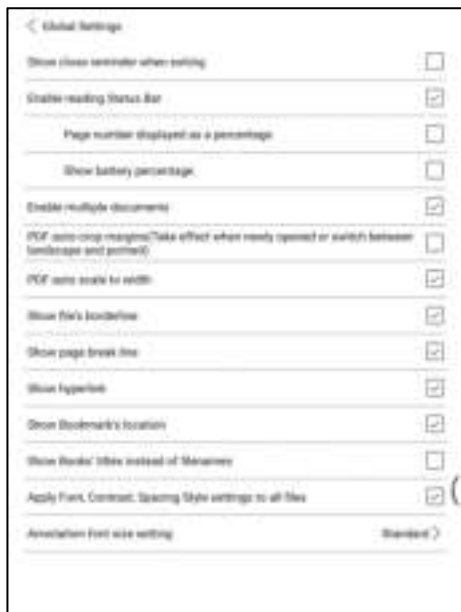 Global Settings
Show close reminder when exiting
Enable reading Status Bar
Page number displayed as a percentage
Show battery percentage
Enable multiple documents
PDF auto crop margins(Take effect when newly opened or switch between
landscape and portrait)
PDF auto scale to width
Show file's borderline
Show page break line
Show hyperlink
Show Bookmark's location
Show Books' titles instead of filenames
Apply Font, Contrast, Spacing Style settings to all files
Annotation font size setting Standard